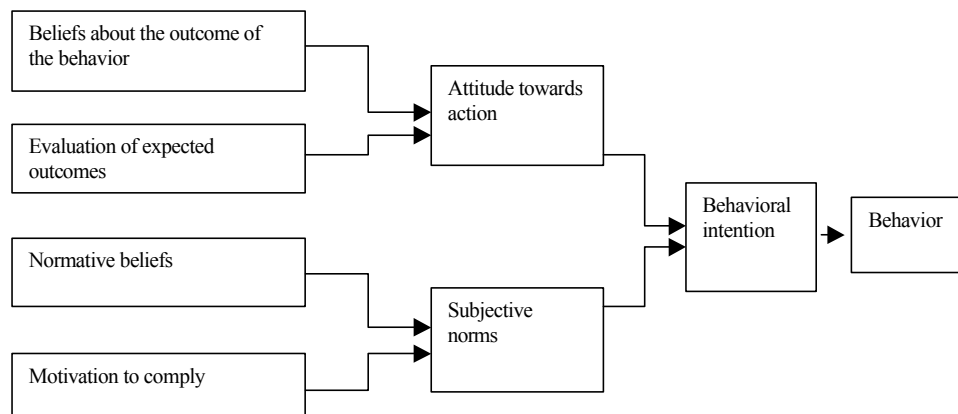 Beliefs about the outcome of
the behavior
Evaluation of expected
outcomes
Normative beliefs
Motivation to comply
Attitude towards
action
Subjective
norms
Behavioral
intention
Behavior